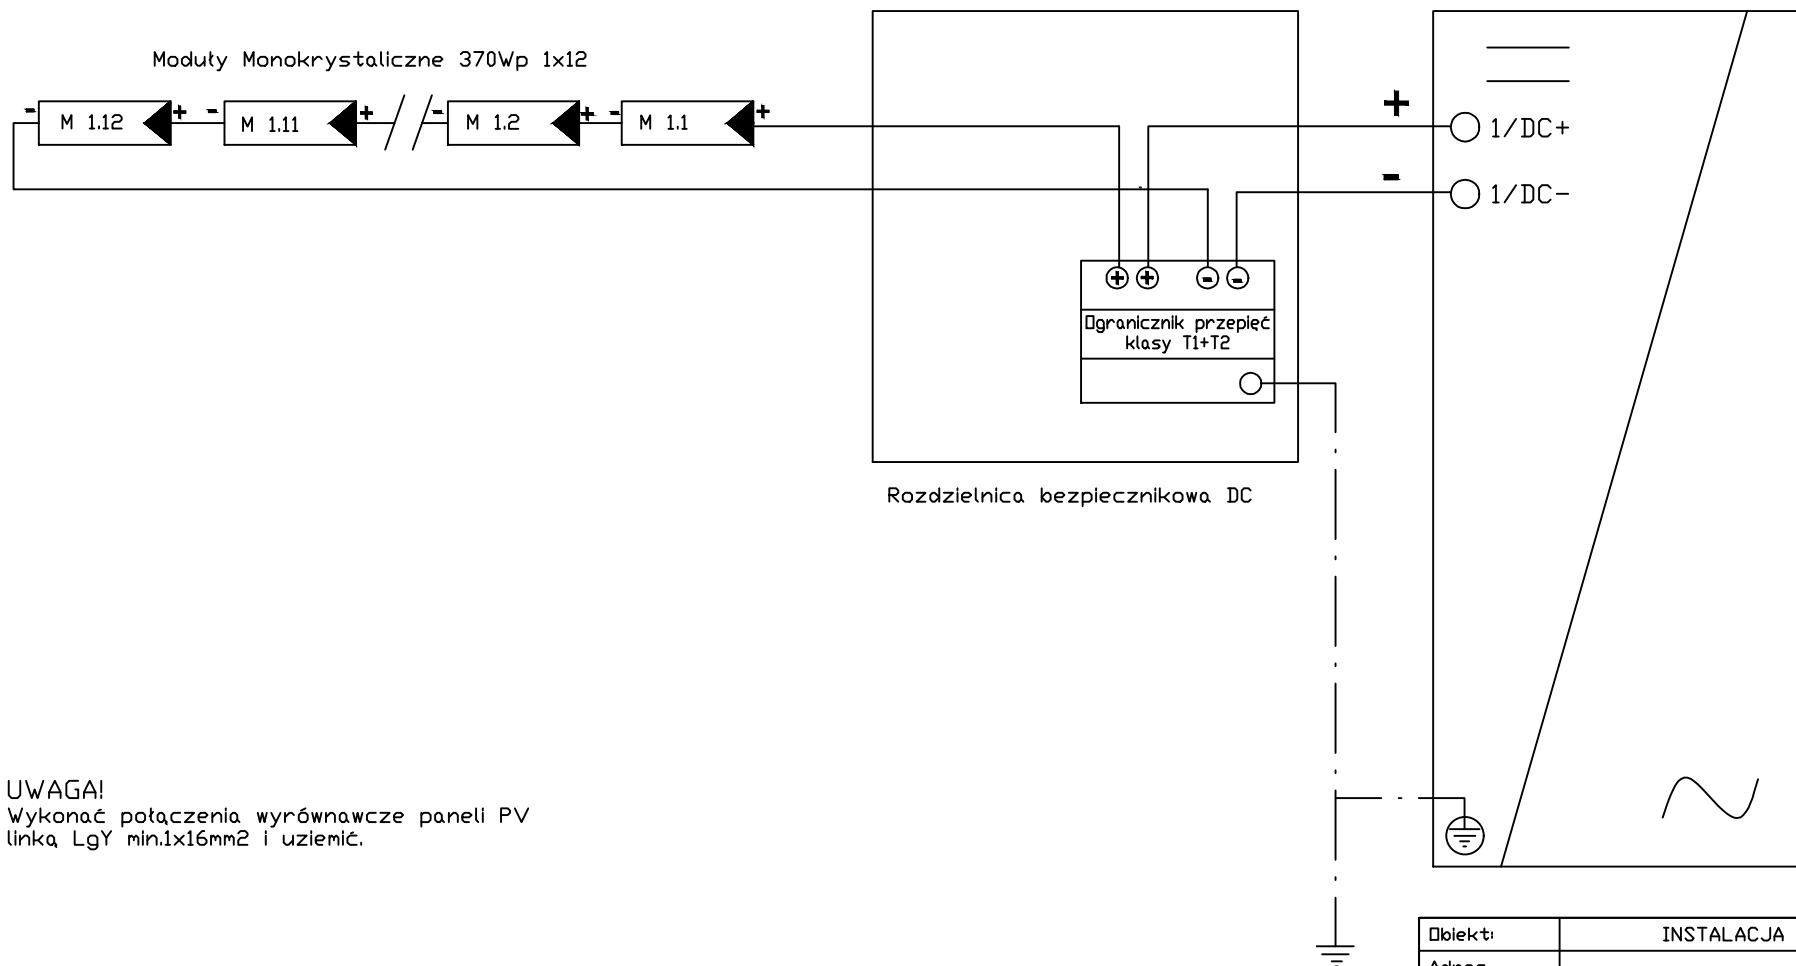 Moduły Monokrystaliczne 370Wp 1x12
- M 1.12 + - M 1.11 + - M 1.2 + - M 1.1 +
+
1/DC+
-
1/DC-
+ + - -
Ogranicznik przepięć
klasy T1+T2
Rozdzielnica bezpiecznikowa DC
UWAGA!
Wykonać połączenia wyrównawcze paneli PV
linką LgY min.1x16mm2 i uziemić.
Obiekt: INSTALACJA